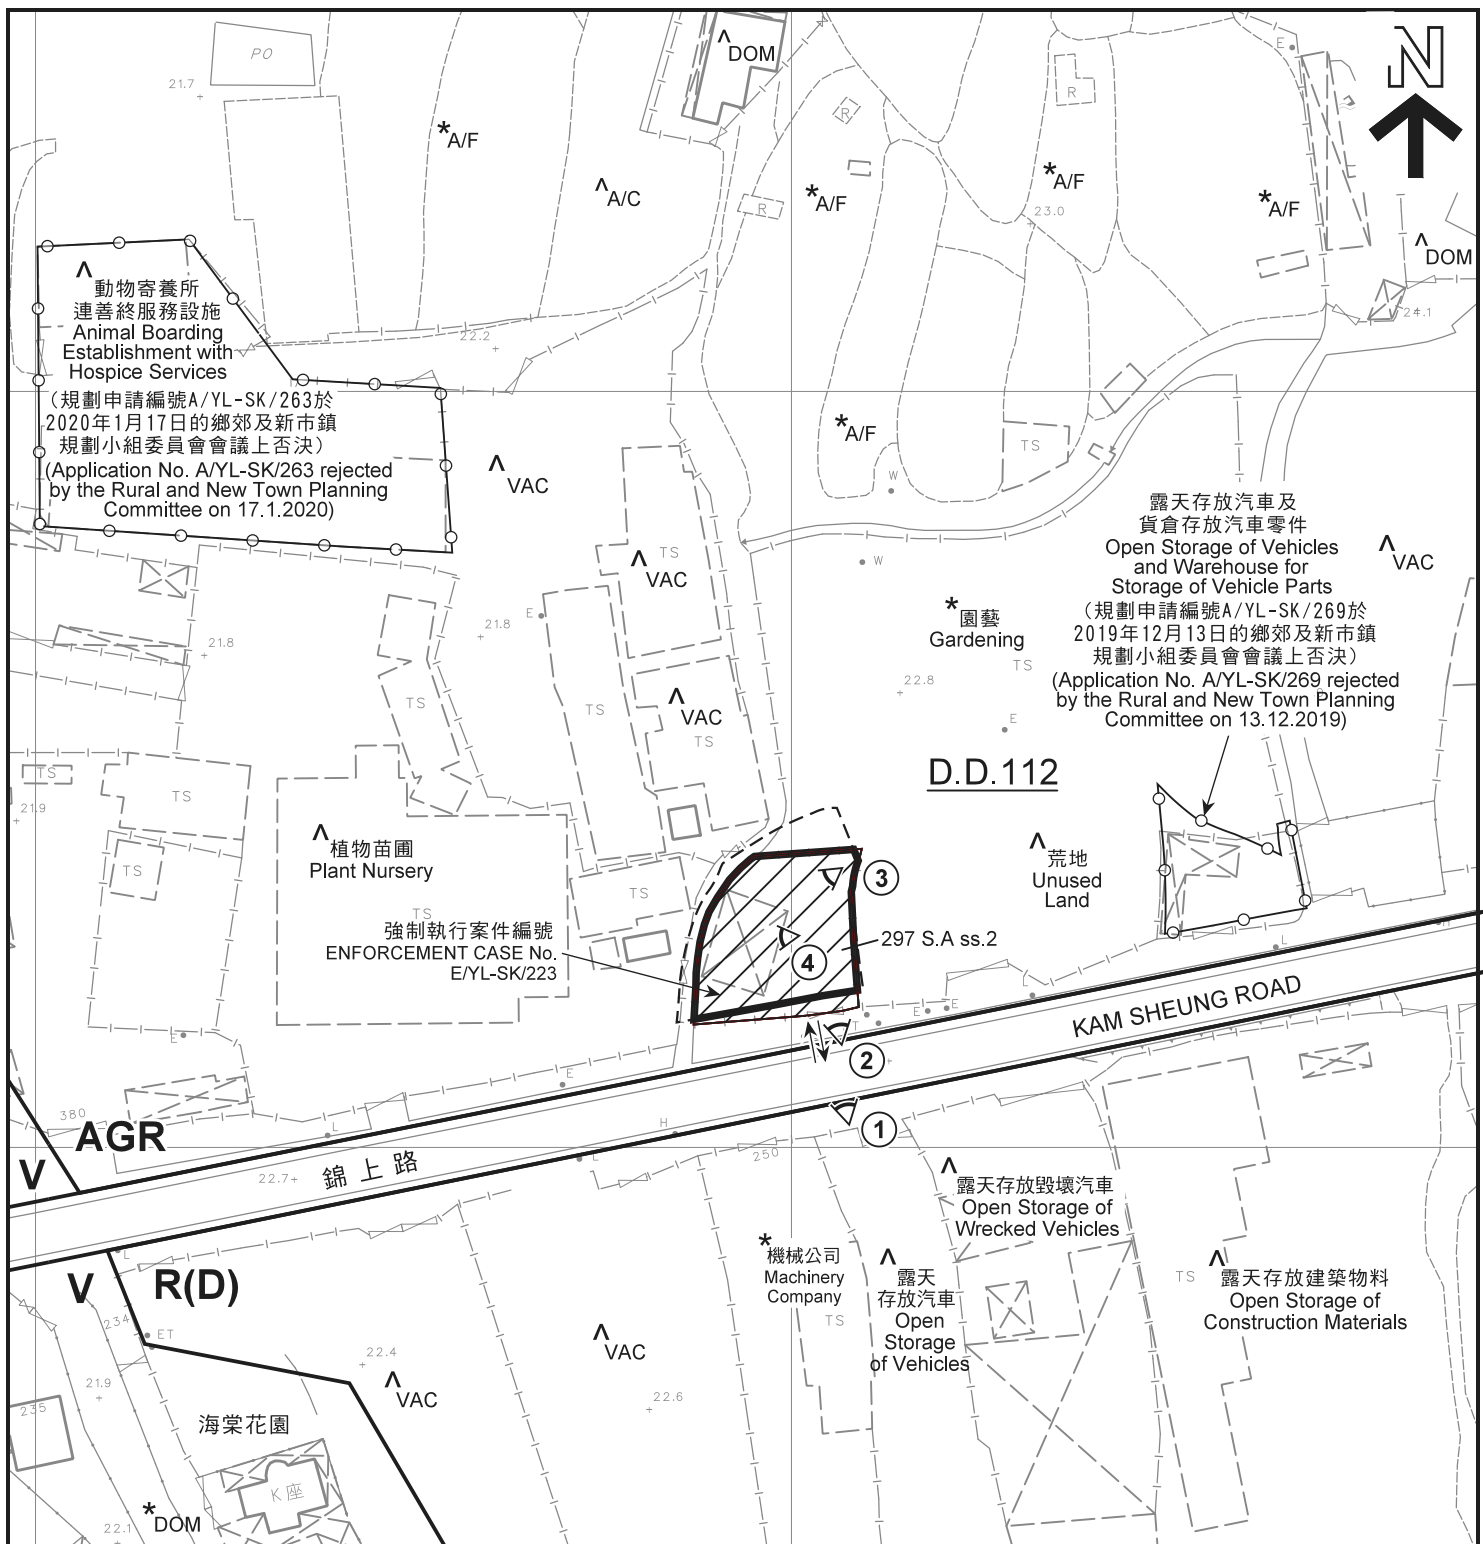 N
PO
21.7
^
DOM
E
R
R
*
A/F
^
A/C
R
*
A/F
*
A/F
23.0
*
A/F
^
DOM
24.1
^
動物寄養所
連善終服務設施
Animal Boarding
Establishment with
Hospice Services
(規劃申請編號A/YL-SK/263於
2020年1月17日的鄉郊及新市鎮
規劃小組委員會會議上否決)
(Application No. A/YL-SK/263 rejected
by the Rural and New Town Planning
Committee on 17.1.2020)
22.2
*
A/F
TS
^
VAC
W
W
TS
^
VAC
露天存放汽車及
貨倉存放汽車零件
Open Storage of Vehicles
and Warehouse for
Storage of Vehicle Parts
(規劃申請編號A/YL-SK/269於
2019年12月13日的鄉郊及新市鎮
規劃小組委員會會議上否決)
(Application No. A/YL-SK/269 rejected
by the Rural and New Town Planning
Committee on 13.12.2019)
^
VAC
*
園藝
Gardening
TS
22.8
E
E
21.8
21.8
TS
TS
^
VAC
TS
D.D.112
TS
TS
21.9
TS
^
植物苗圃
Plant Nursery
TS
TS
^
荒地
Unused
Land
3
強制執行案件編號
ENFORCEMENT CASE No.
E/YL-SK/223
297 S.A ss.2
4
L
H
L
KAM SHEUNG ROAD
E
E
T
2
E
E
380
L
H
1
AGR
V
22.7
錦上路
L
250
^
露天存放毀壞汽車
Open Storage of
Wrecked Vehicles
L
V
R(D)
*
機械公司
Machinery
Company
TS
^
露天
存放汽車
Open
Storage
of Vehicles
TS
^
露天存放建築物料
Open Storage of
Construction Materials
234
ET
22.4
^
VAC
^
VAC
22.6
21.9
235
海棠花園
K座
*
DOM
22.1